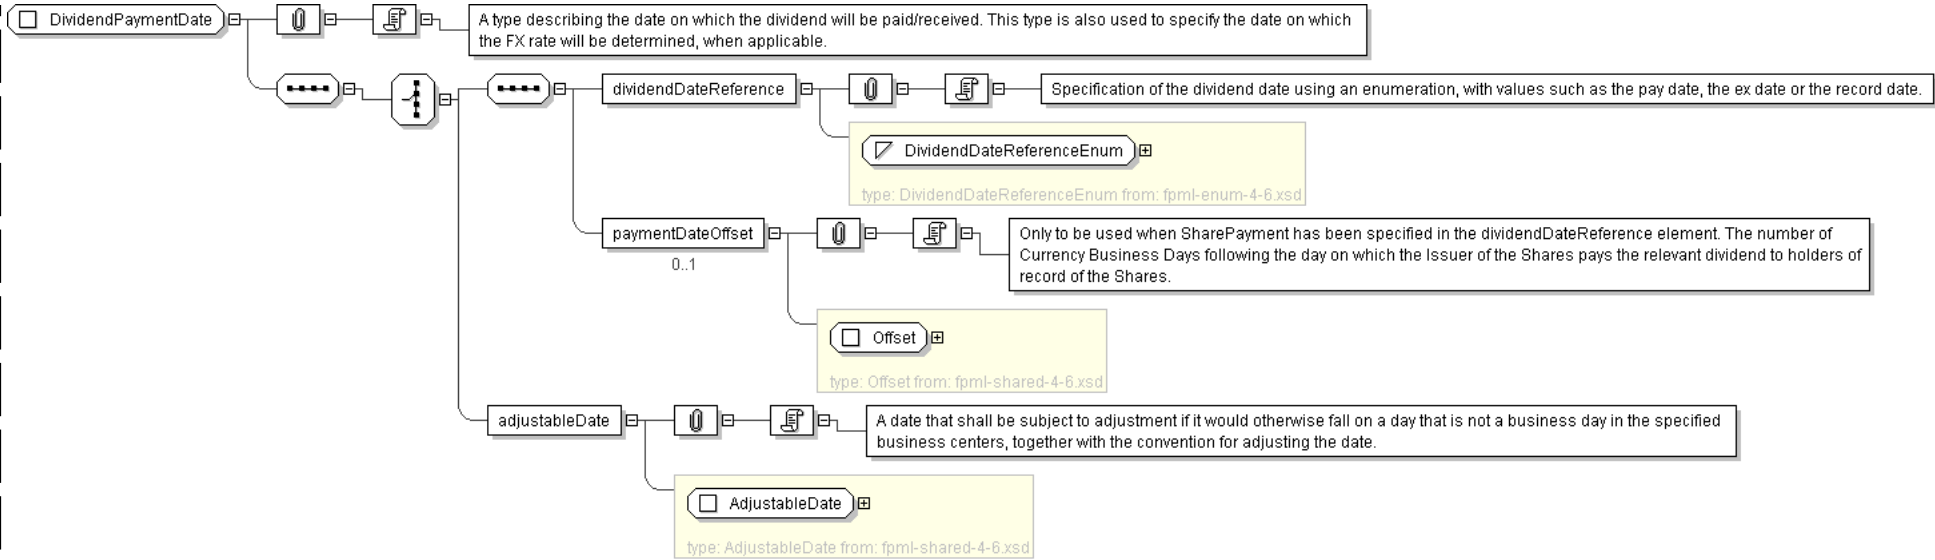 DividendPaymentDate
A type describing the date on which the dividend will be paid/received. This type is also used to specify the date on which
the FX rate will be determined, when applicable.
dividendDateReference
Specification of the dividend date using an enumeration, with values such as the pay date, the ex date or the record date.
DividendDateReferenceEnum
type: DividendDateReferenceEnum from: fpml-enum-4-6.xsd
paymentDateOffset
0..1
Only to be used when SharePayment has been specified in the dividendDateReference element. The number of
Currency Business Days following the day on which the Issuer of the Shares pays the relevant dividend to holders of
record of the Shares.
Offset
type: Offset from: fpml-shared-4-6.xsd
adjustableDate
A date that shall be subject to adjustment if it would otherwise fall on a day that is not a business day in the specified
business centers, together with the convention for adjusting the date.
AdjustableDate
type: AdjustableDate from: fpml-shared-4-6.xsd